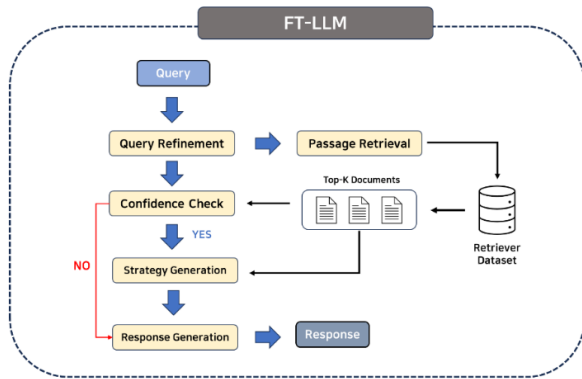 FT-LLM
Query
Query Refinement
Passage Retrieval
Top-K Documents
Confidence Check
YES
Retriever
Dataset
NO
Strategy Generation
Response Generation
Response